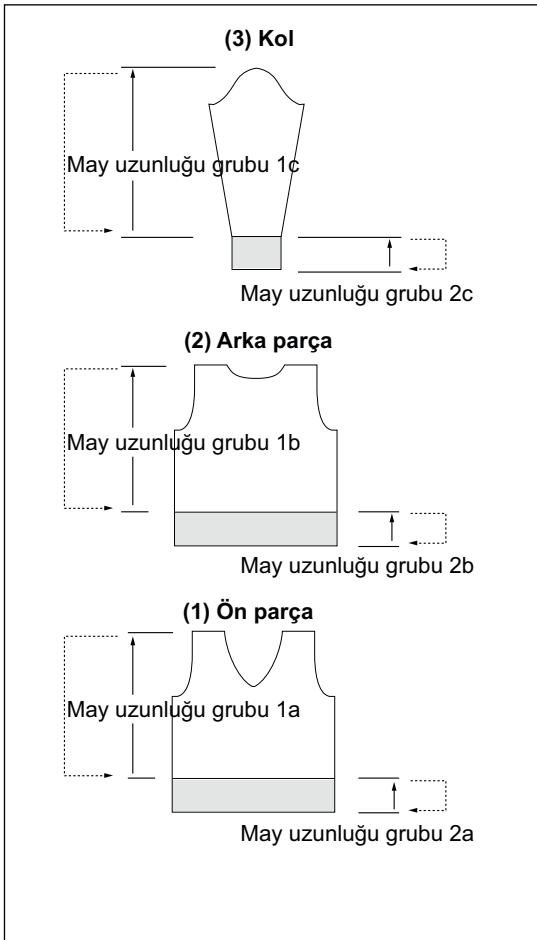 (3) Kol
May uzunluğu grubu 1c
May uzunluğu grubu 2c
(2) Arka parça
May uzunluğu grubu 1b
May uzunluğu grubu 2b
(1) Ön parça
May uzunluğu grubu 1a
May uzunluğu grubu 2a